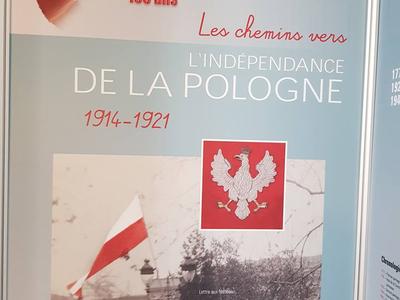 100 ans
Les chemins vers
L'INDÉPENDANCE
DE LA POLOGNE
1914-1921